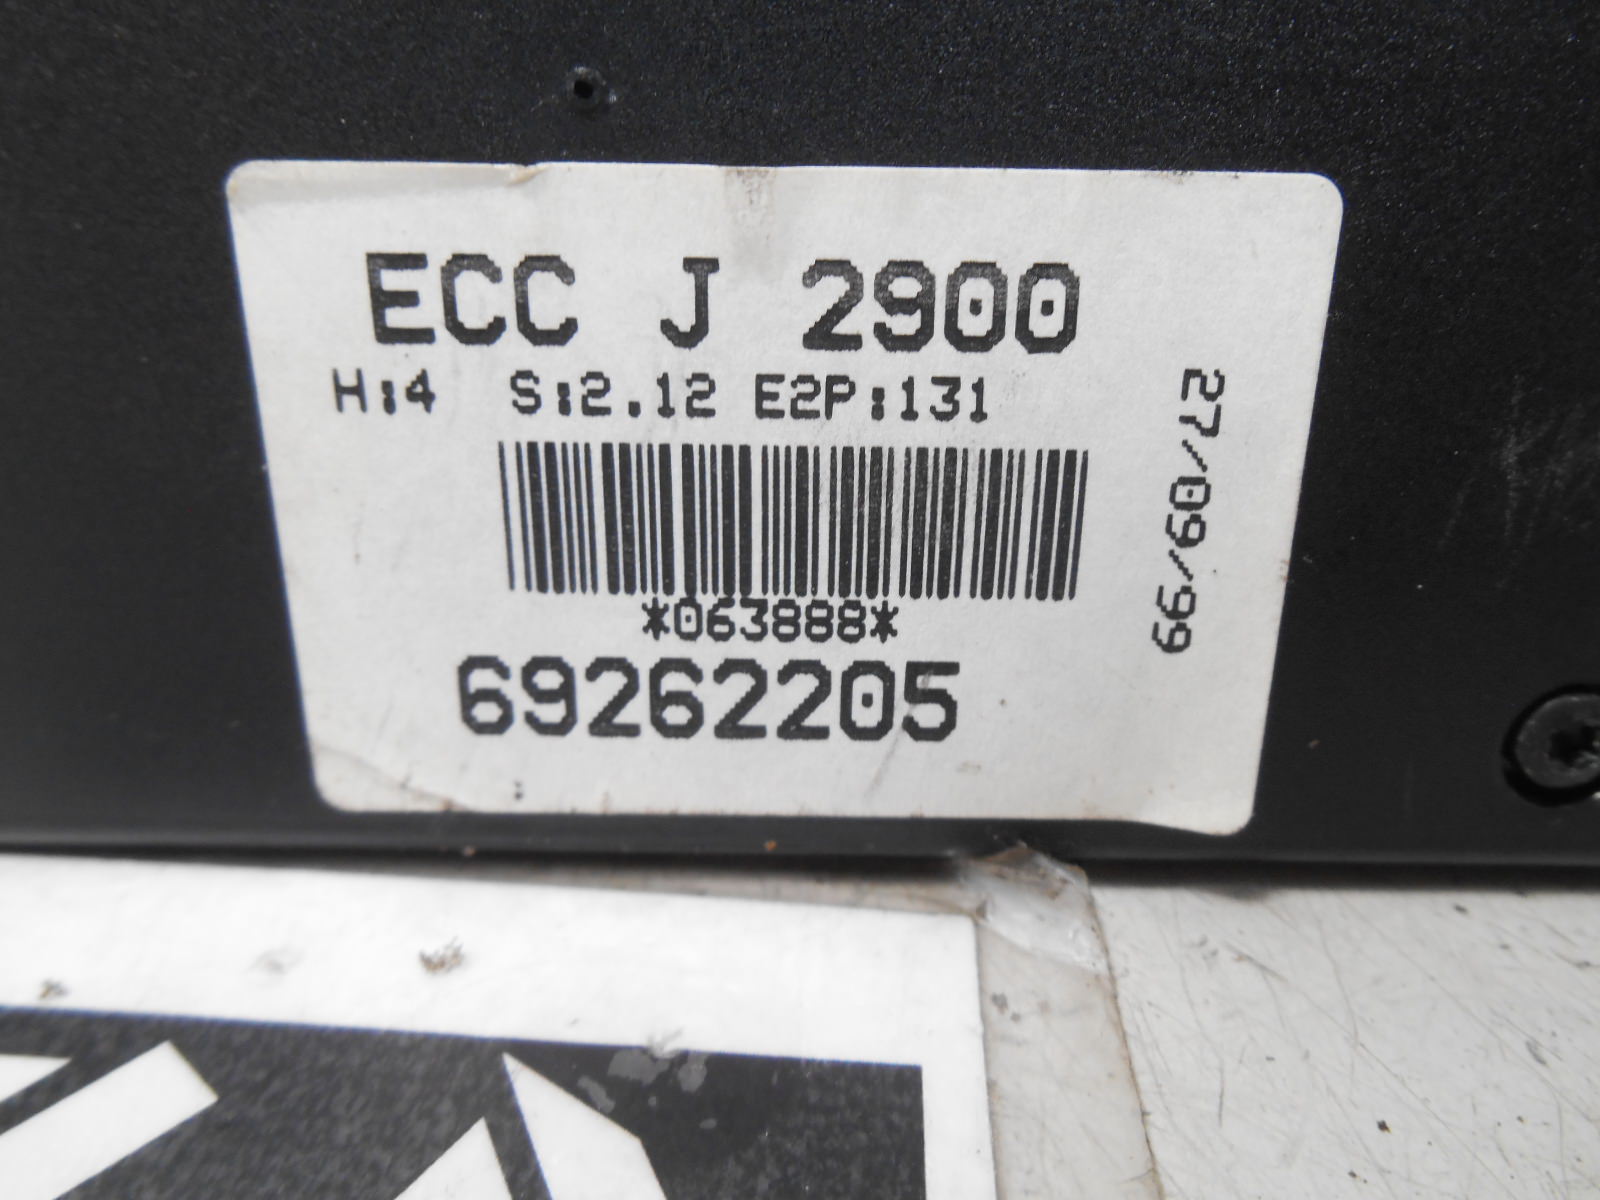 ECC J 2900
H:4 S:2.12 E2P:131
*063888*
69262205
27/09/99